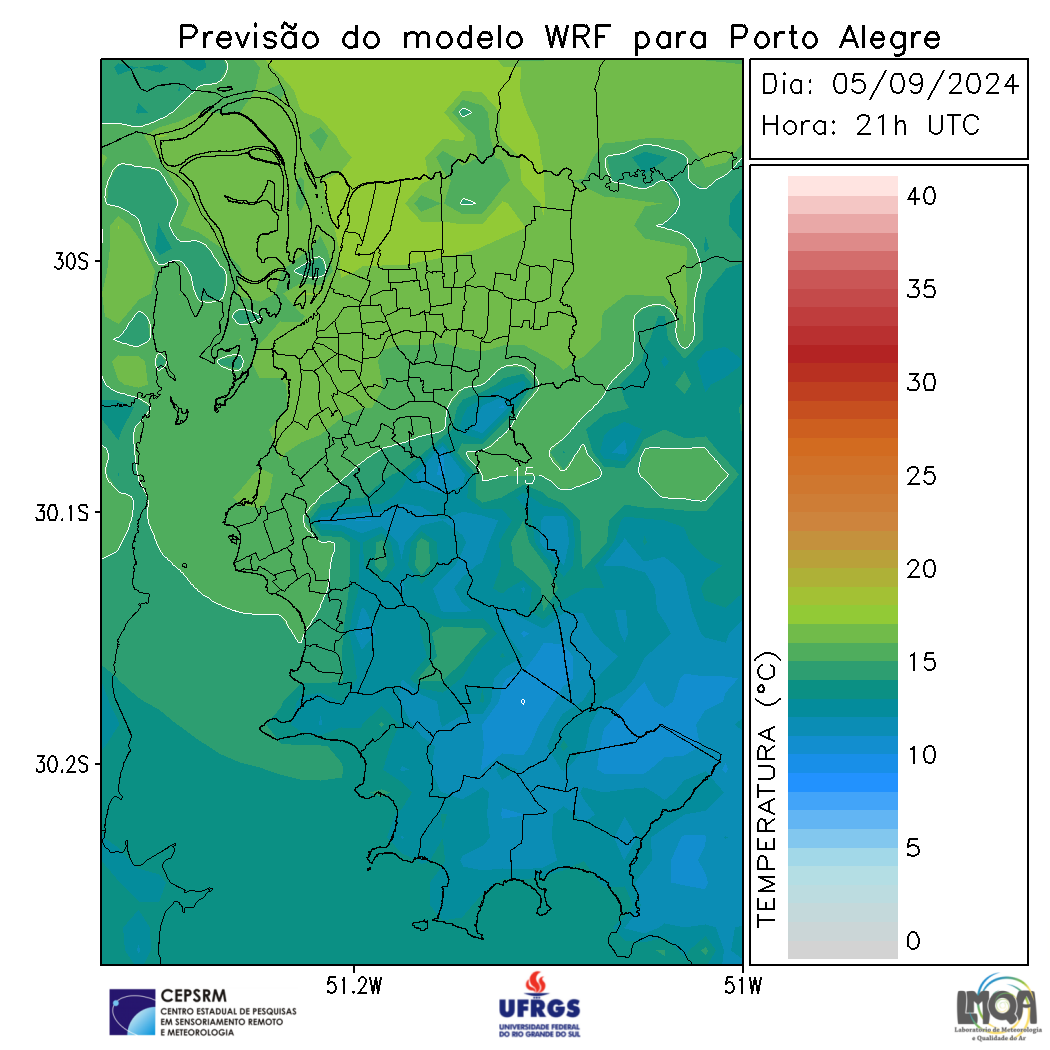 Previsão do modelo WRF para Porto Alegre
Dia: 05/09/2024
Hora: 21h UTC
30S
30.1S
30.2S
51.2W
51W
15
9
TEMPERATURA (°C)
40
35
30
25
20
15
10
5
0
CEPSRM
CENTRO ESTADUAL DE PESQUISAS
EM SENSORIAMENTO REMOTO
E METEOROLOGIA
UFRGS
UNIVERSIDADE FEDERAL
DO RIO GRANDE DO SUL
LMQA
Laboratório de Meteorologia
e Qualidade do Ar